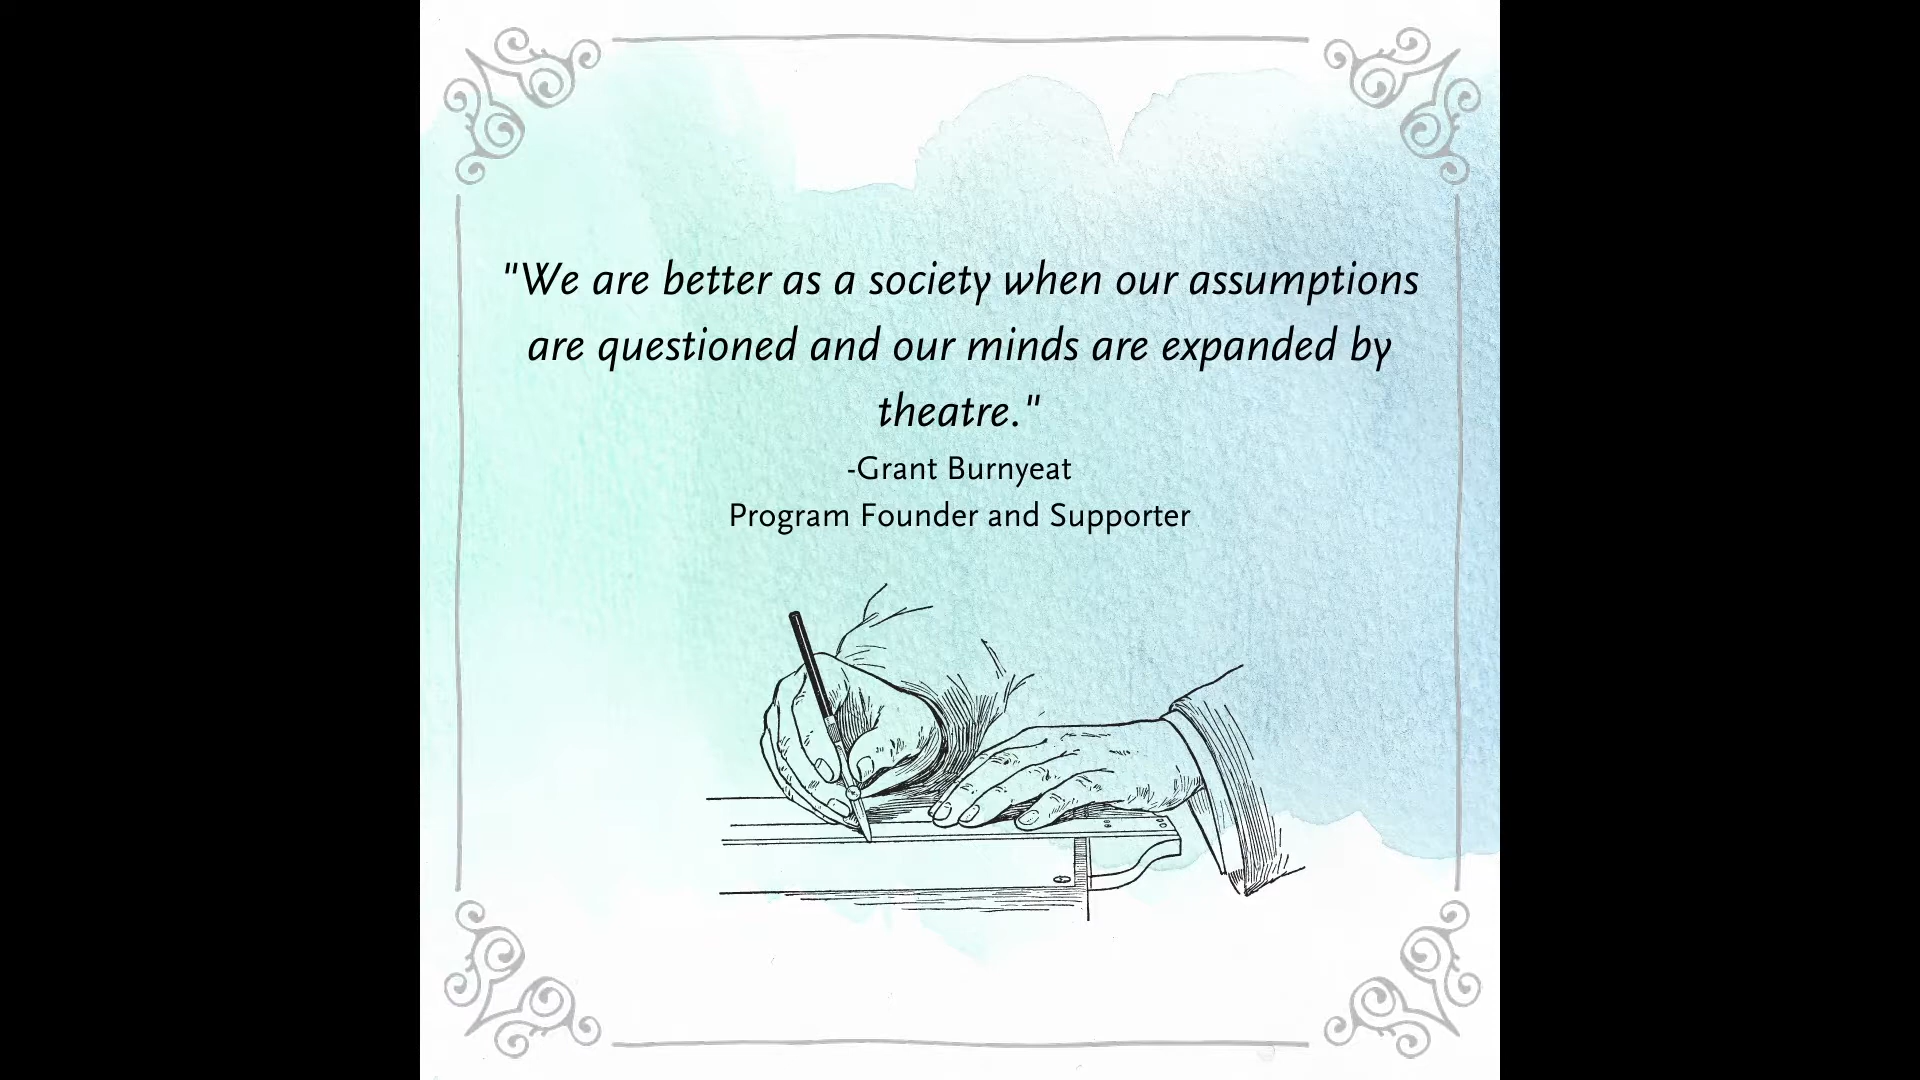 "We are better as a society when our assumptions
are questioned and our minds are expanded by
theatre."
-Grant Burnyeat
Program Founder and Supporter